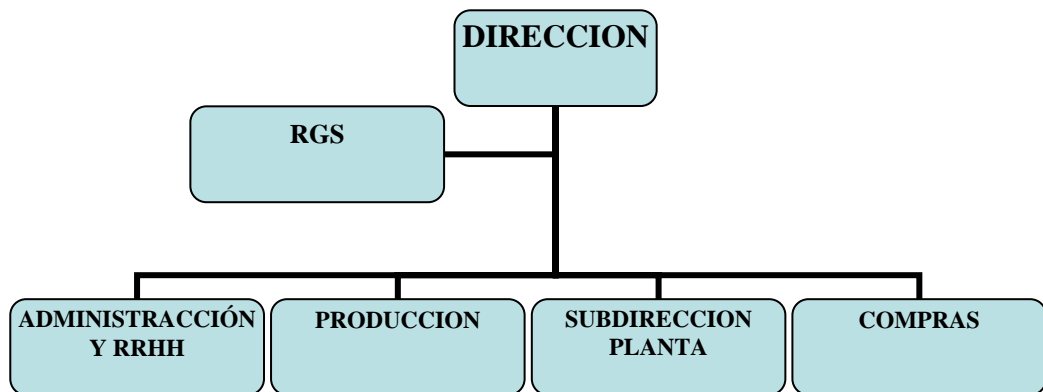 DIRECCION
RGS
ADMINISTRACCIÓN
Y RRHH
PRODUCCION
SUBDIRECCION
PLANTA
COMPRAS